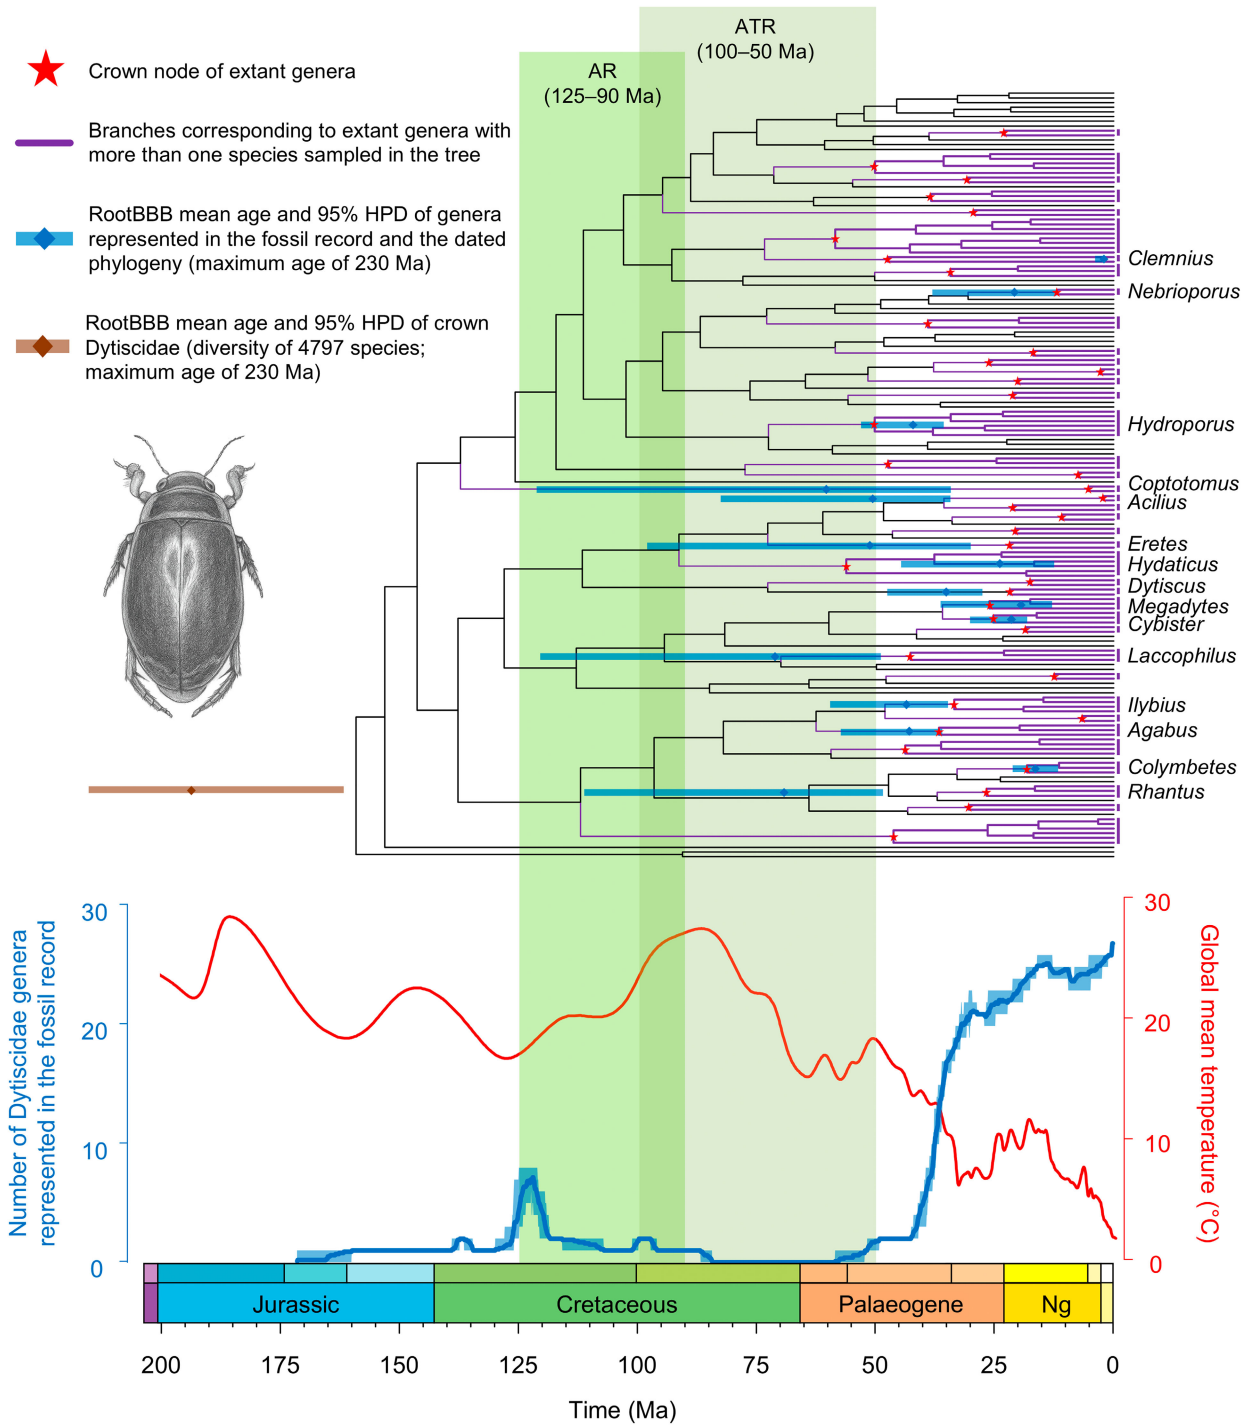 ATR
(100–50 Ma)
AR
(125–90 Ma)
Crown node of extant genera
Branches corresponding to extant genera with
more than one species sampled in the tree
RootBBB mean age and 95% HPD of genera
represented in the fossil record and the dated
phylogeny (maximum age of 230 Ma)
RootBBB mean age and 95% HPD of crown
Dytiscidae (diversity of 4797 species;
maximum age of 230 Ma)
Clemnius
Nebrioporus
Hydroporus
Coptotomus
Acilius
Eretes
Hydaticus
Dytiscus
Megadytes
Cybister
Laccophilus
Ilybius
Agabus
Colymbetes
Rhantus
Number of Dytiscidae genera
represented in the fossil record
30
20
10
0
30
20
10
0
Global mean temperature (°C)
Jurassic
Cretaceous
Palaeogene
Ng
200
175
150
125
100
75
50
25
0
Time (Ma)